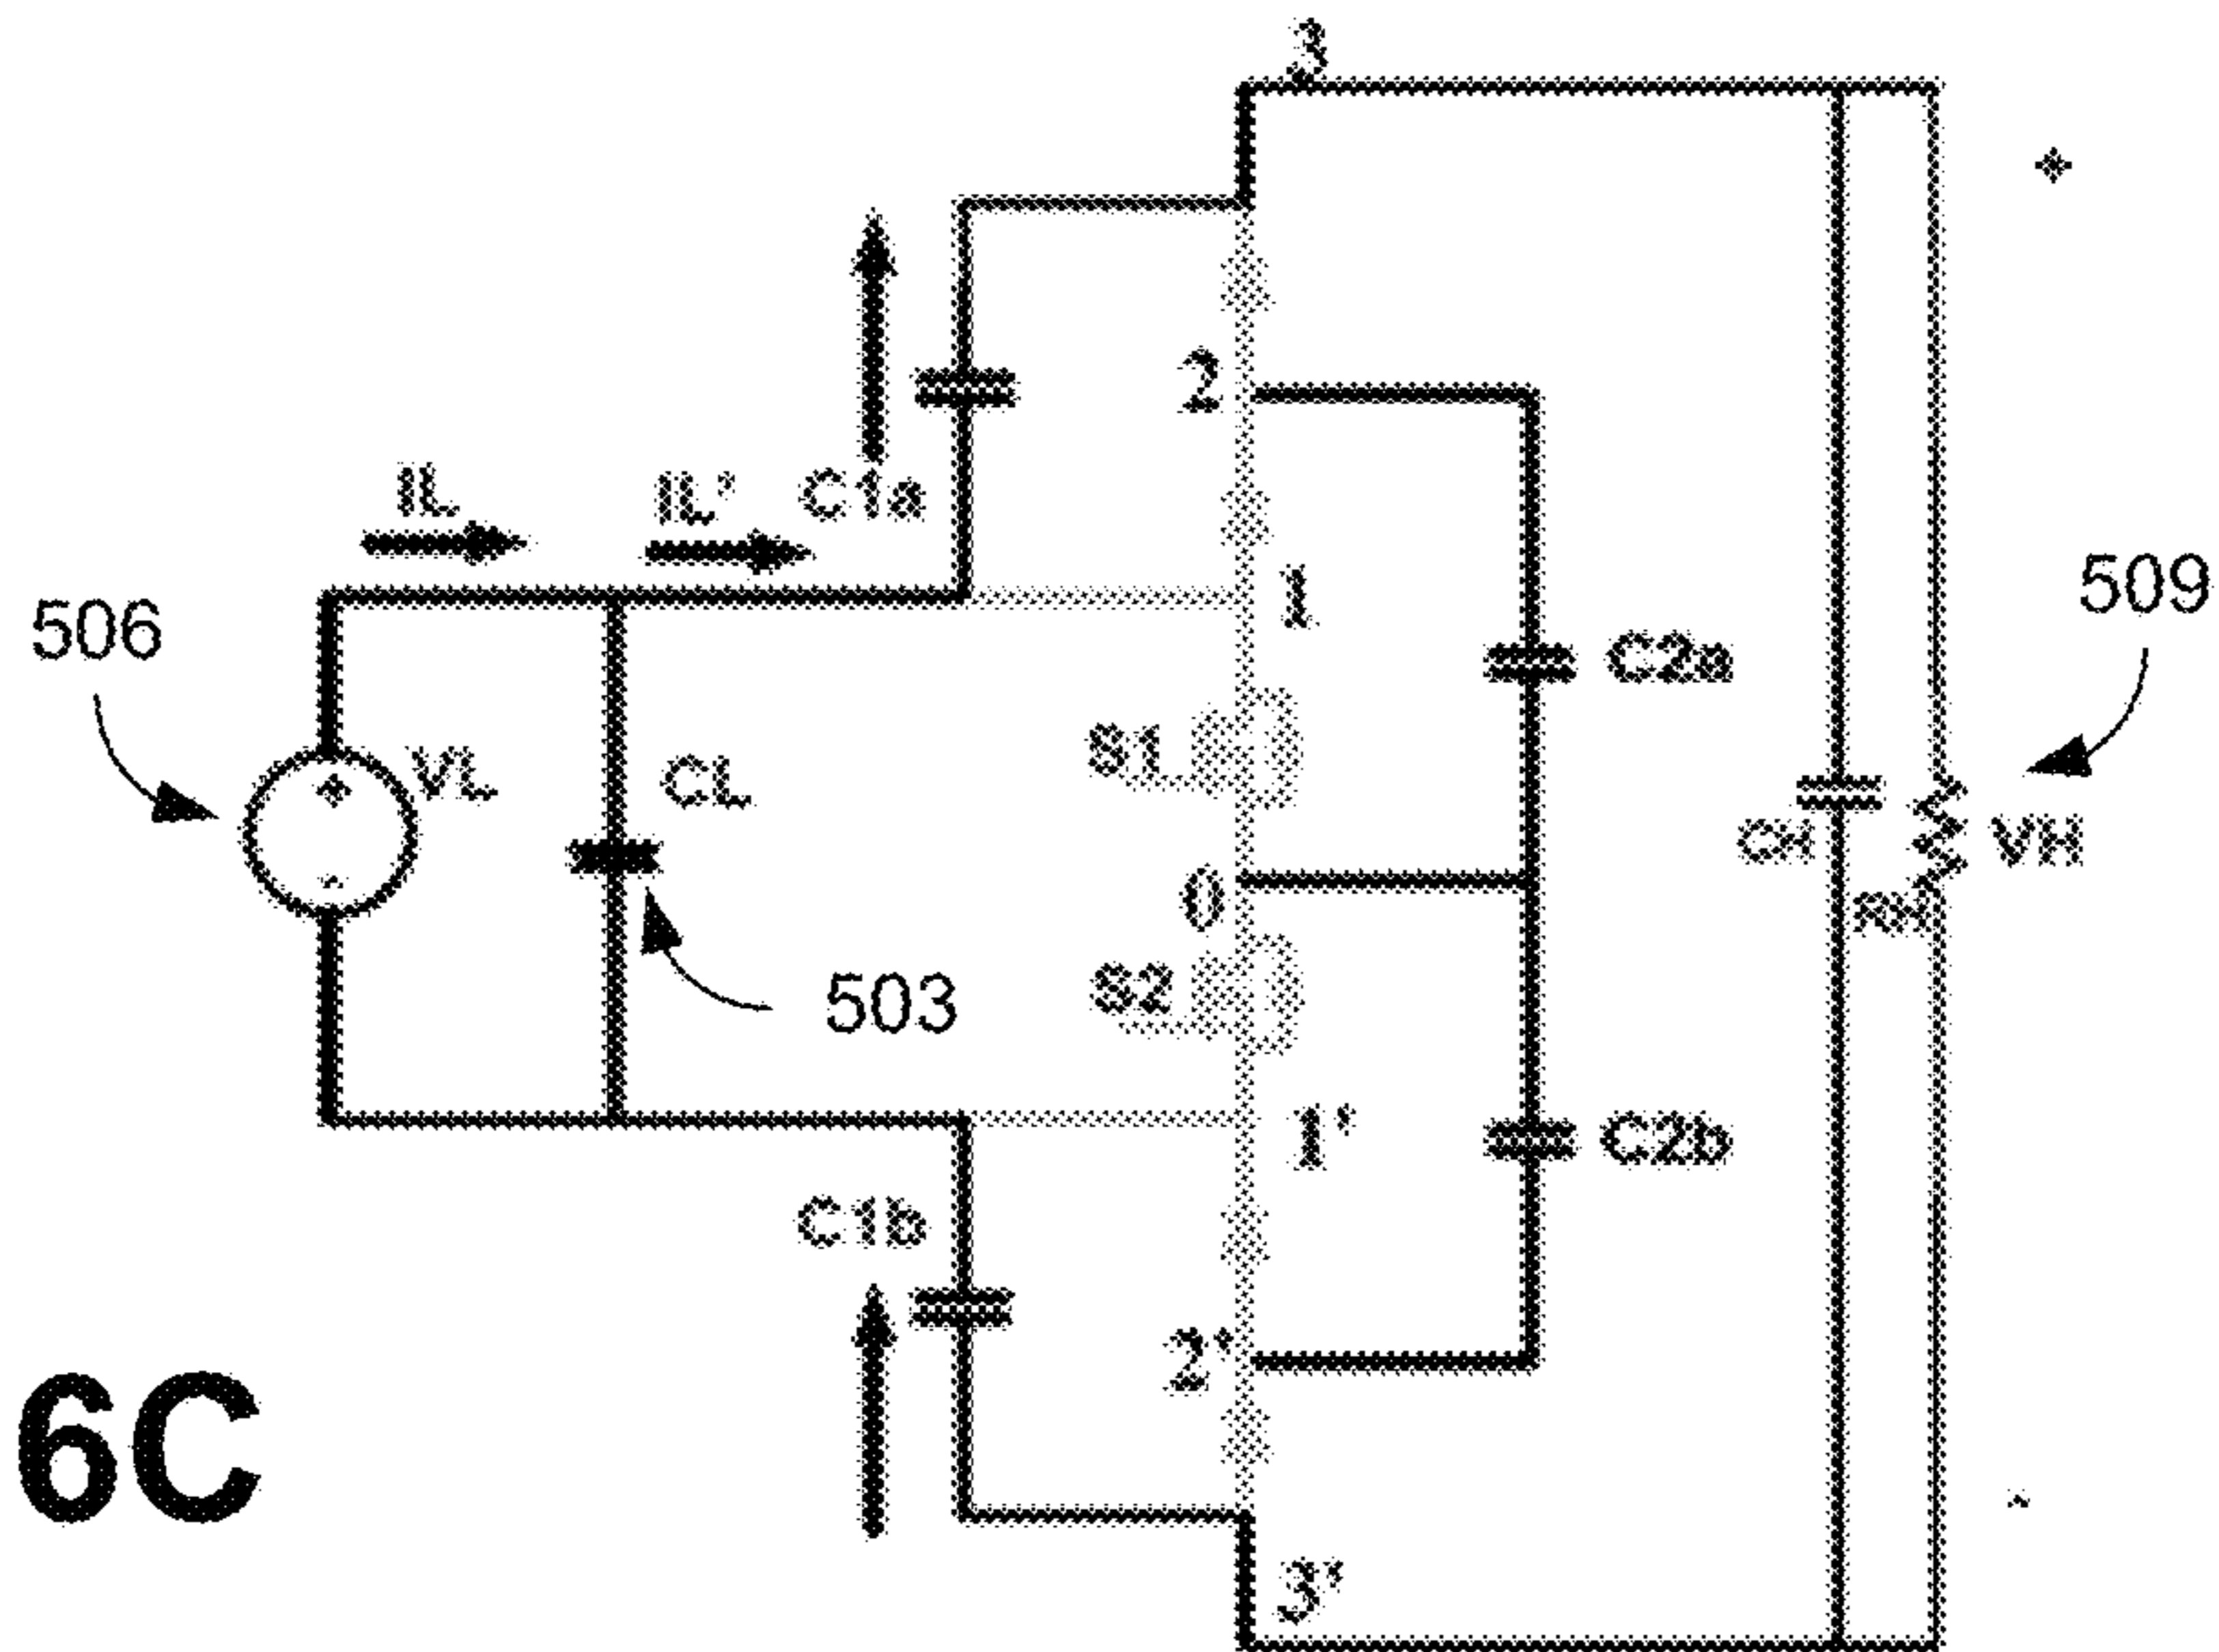 3
2
IL
IL'
C1a
1
506
509
C2a
S1
VL
CL
CH
VH
0
RH
S2
503
1'
C2b
C1b
2'
6C
3'